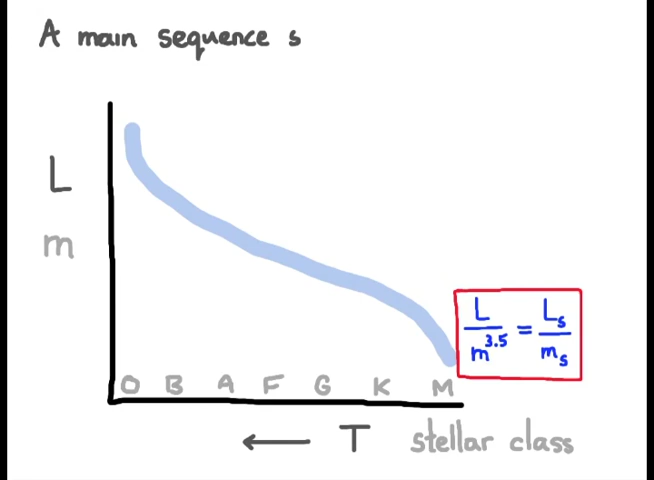 A main sequence s
L
m
L/m^3.5 = L_s/m_s
O B A F G K M
← T stellar class